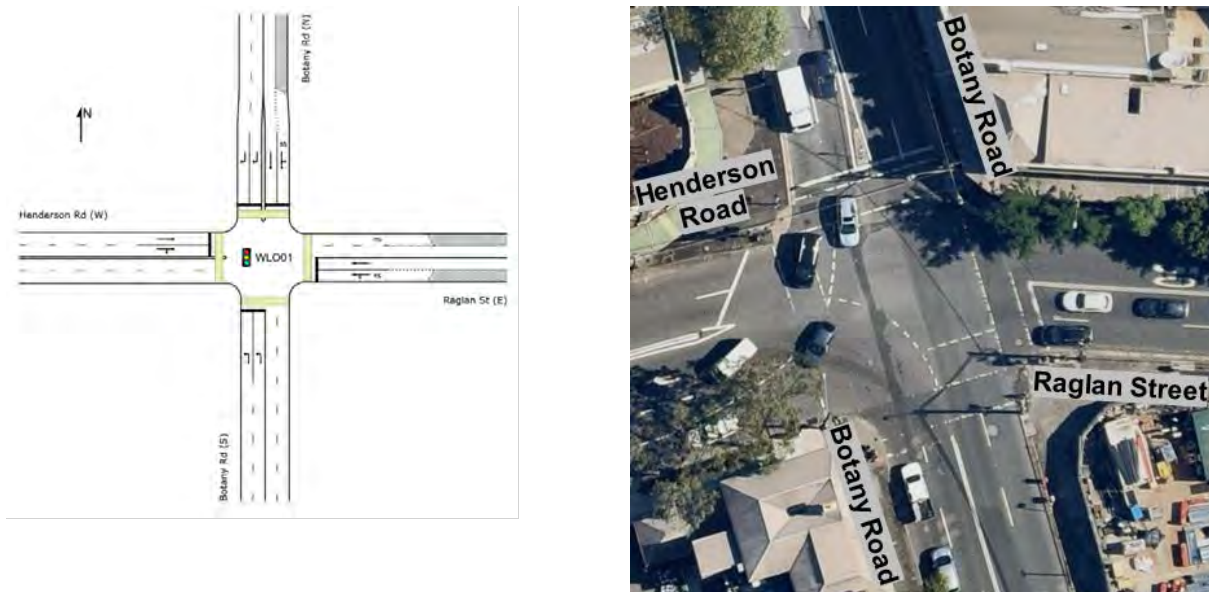 Botany Rd (N)
N
Henderson Rd (W)
WLO01
Raglan St (E)
Botany Rd (S)
Botany Road
Henderson
Road
Raglan Street
Botany Road